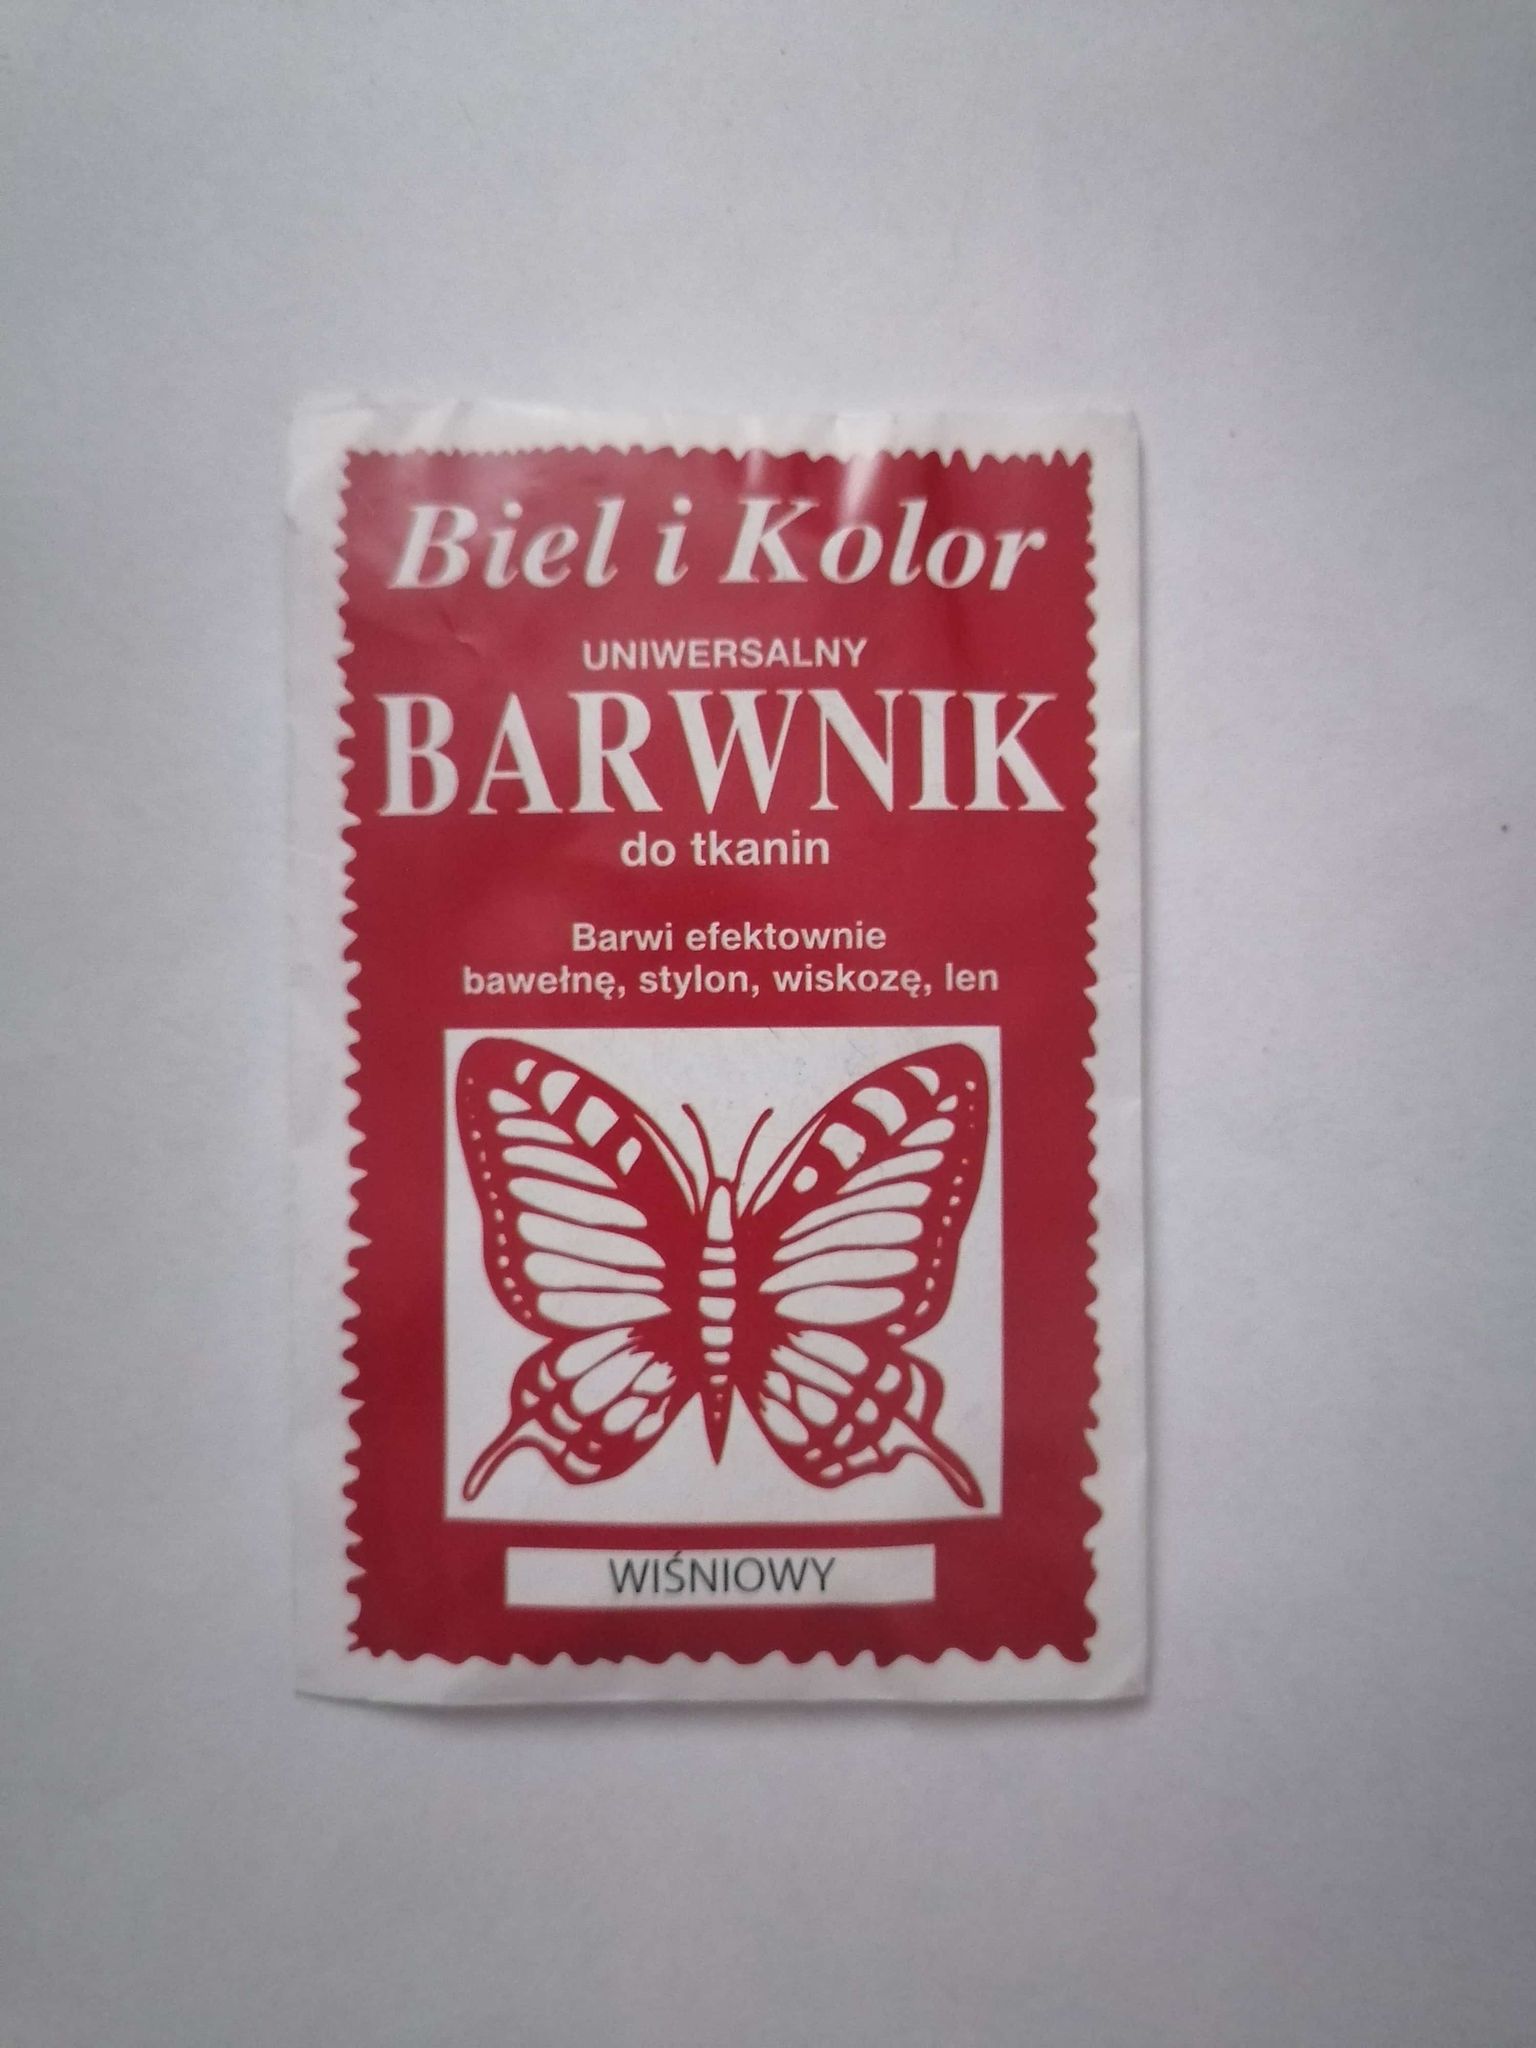 Biel i Kolor
UNIWERSALNY
BARWNIK
do tkanin
Barwi efektownie
bawełnę, stylon, wiskozę, len
WIŚNIOWY